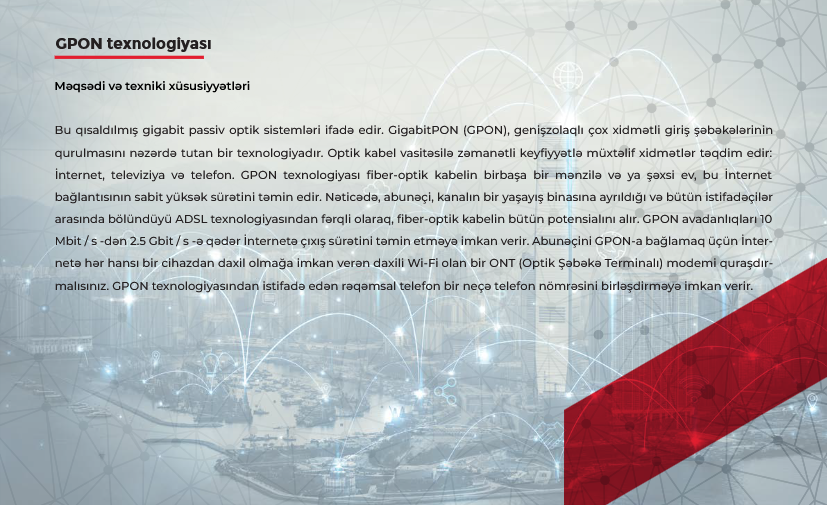 GPON texnologiyası
Məqsədi və texniki xüsusiyyətləri
Bu qısaldılmış gigabit passiv optik sistemləri ifadə edir. GigabitPON (GPON), genişzolaqlı çox xidmətli giriş şəbəkələrinin
qurulmasını nəzərdə tutan bir texnologiyadır. Optik kabel vasitəsilə zəmanətli keyfiyyətlə müxtəlif xidmətlər təqdim edir:
İnternet, televiziya və telefon. GPON texnologiyası fiber-optik kabelin birbaşa bir mənzilə və ya şəxsi ev, bu İnternet
bağlantısının sabit yüksək sürətini təmin edir. Nəticədə, abunəçi, kanalın bir yaşayış binasına ayrıldığı və bütün istifadəçilər
arasında bölündüyü ADSL texnologiyasından fərqli olaraq, fiber-optik kabelin bütün potensialını alır. GPON avadanlıqları 10
Mbit / s -dən 2.5 Gbit / s -ə qədər İnternetə çıxış sürətini təmin etməyə imkan verir. Abunəçini GPON-a bağlamaq üçün İnter-
netə hər hansı bir cihazdan daxil olmağa imkan verən daxili Wi-Fi olan bir ONT (Optik Şəbəkə Terminalı) modemi quraşdır-
malısınız. GPON texnologiyasından istifadə edən rəqəmsal telefon bir neçə telefon nömrəsini birləşdirməyə imkan verir.